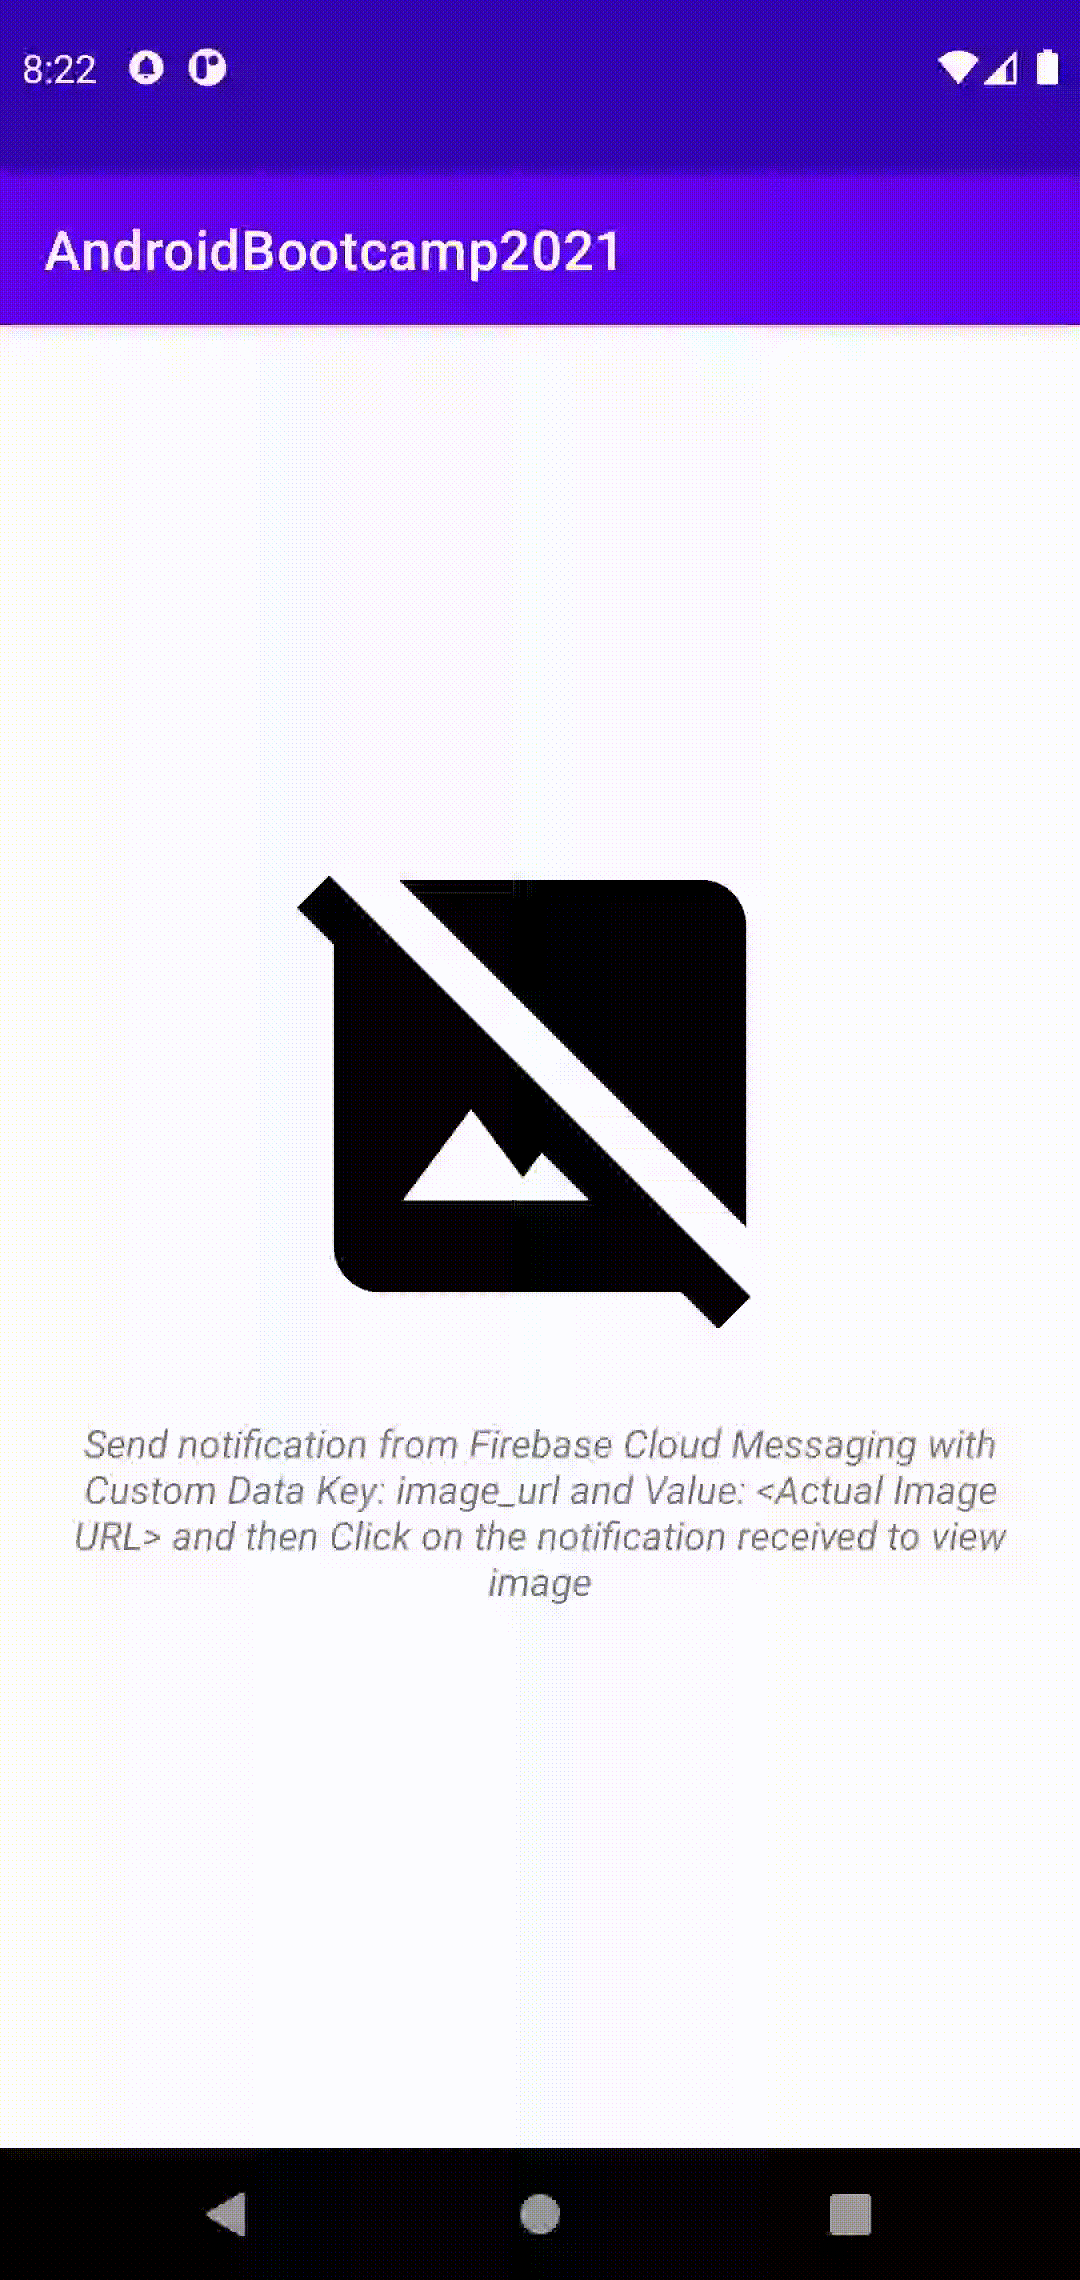 8:22
AndroidBootcamp2021
Send notification from Firebase Cloud Messaging with
Custom Data Key: image_url and Value: <Actual Image
URL> and then Click on the notification received to view
image